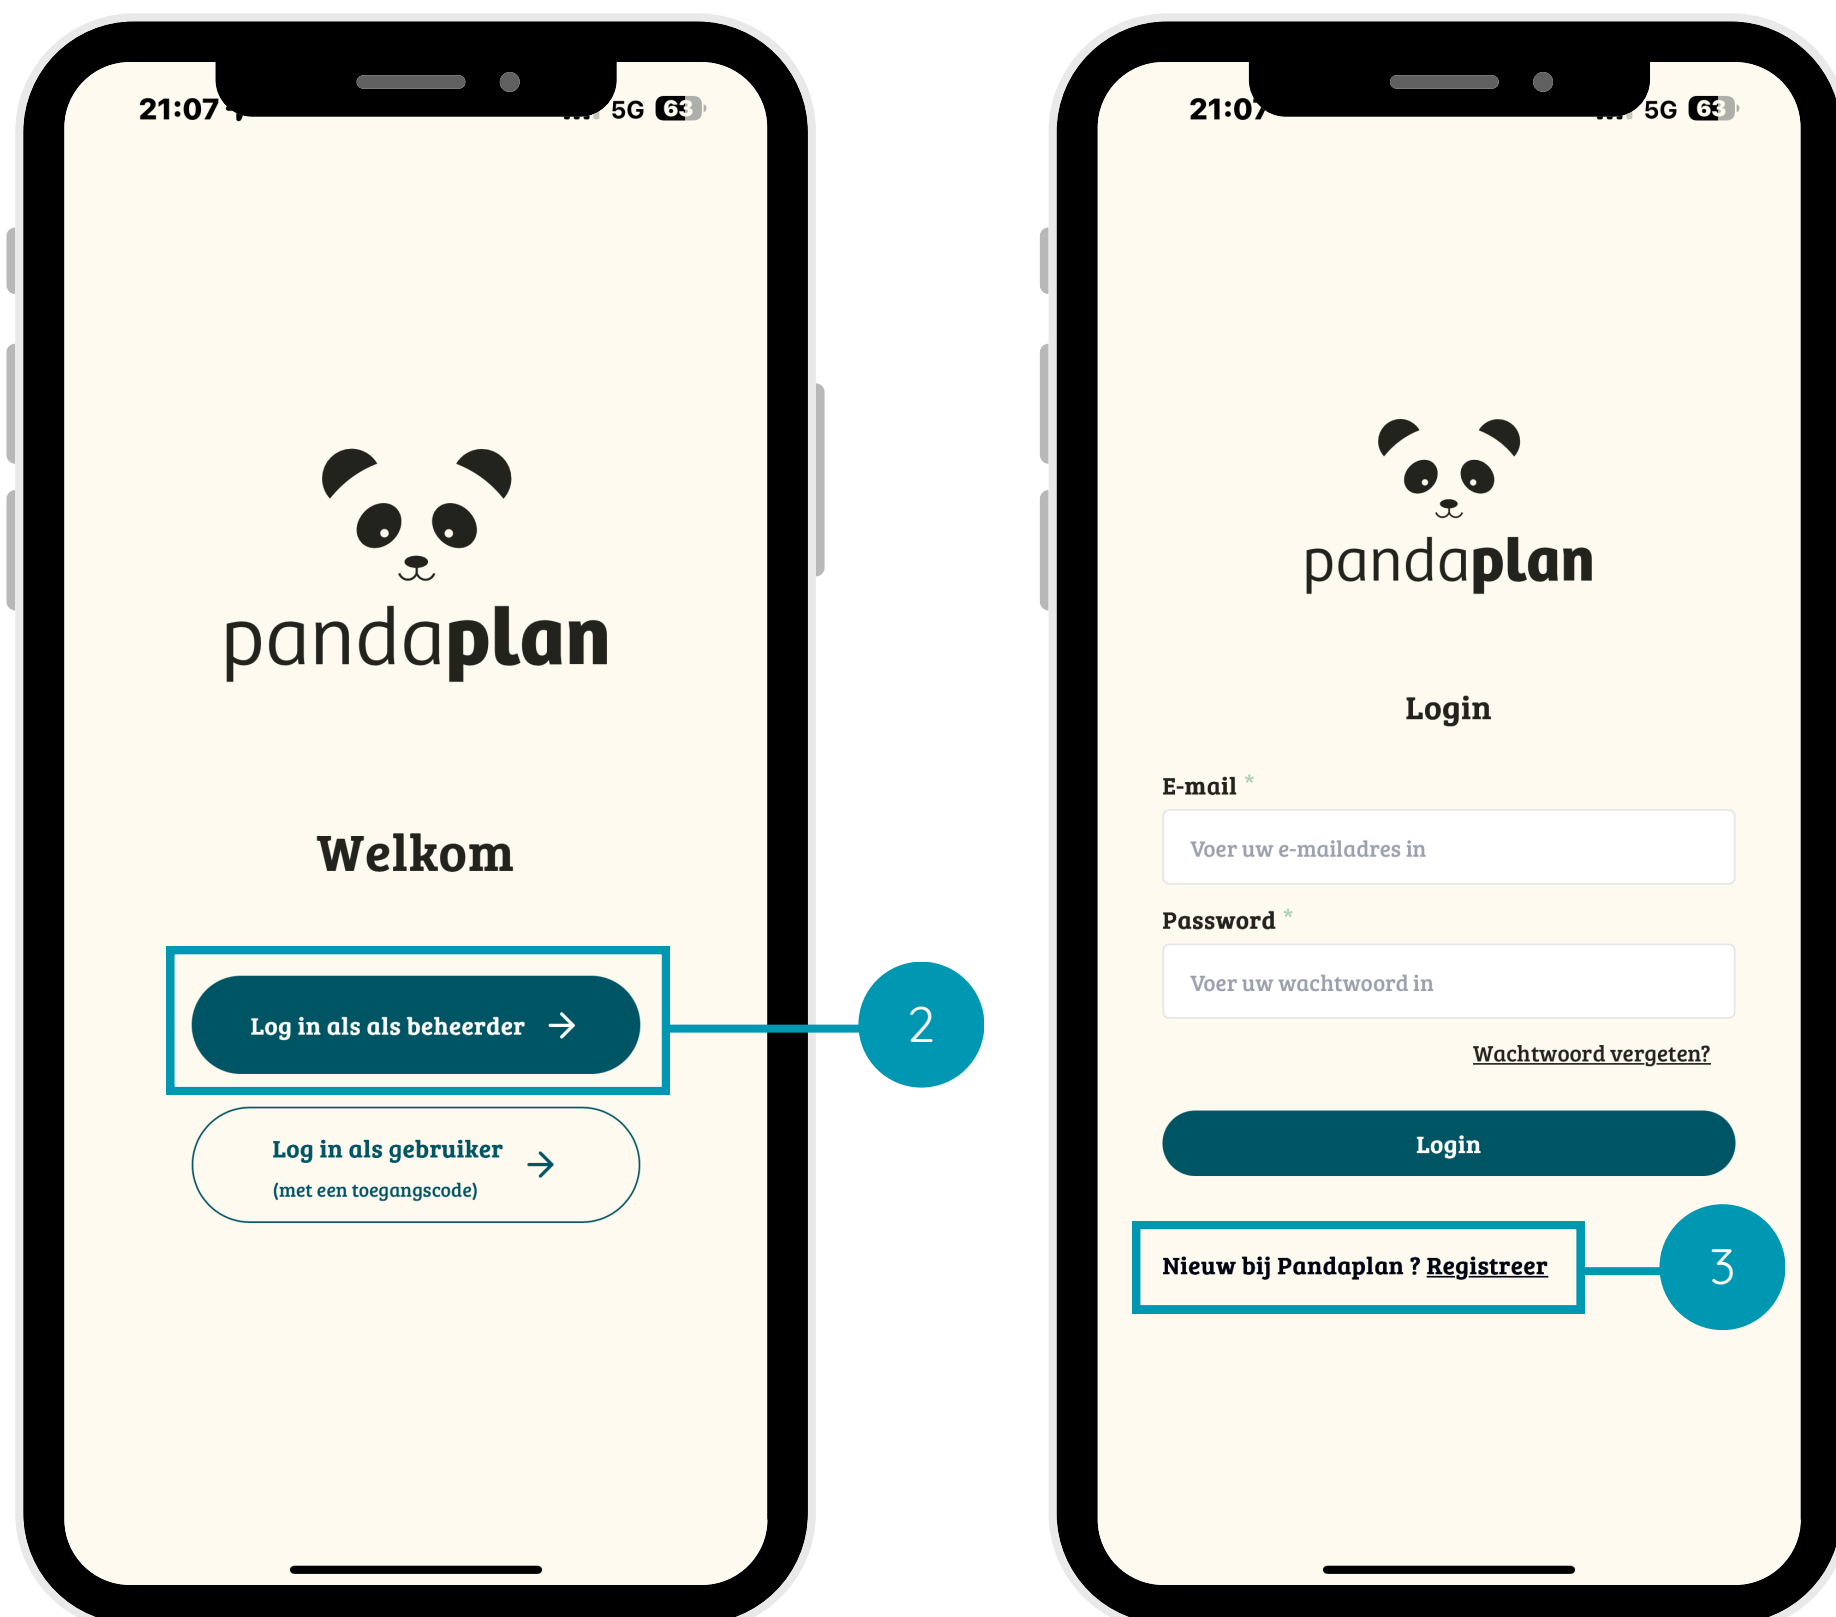 21:07
5G 63
pandaplan
Welkom
Log in als als beheerder
Log in als gebruiker
(met een toegangscode)
2
21:07
5G 63
pandaplan
Login
E-mail *
Voer uw e-mailadres in
Password *
Voer uw wachtwoord in
Wachtwoord vergeten?
Login
Nieuw bij Pandaplan ? Registreer
3